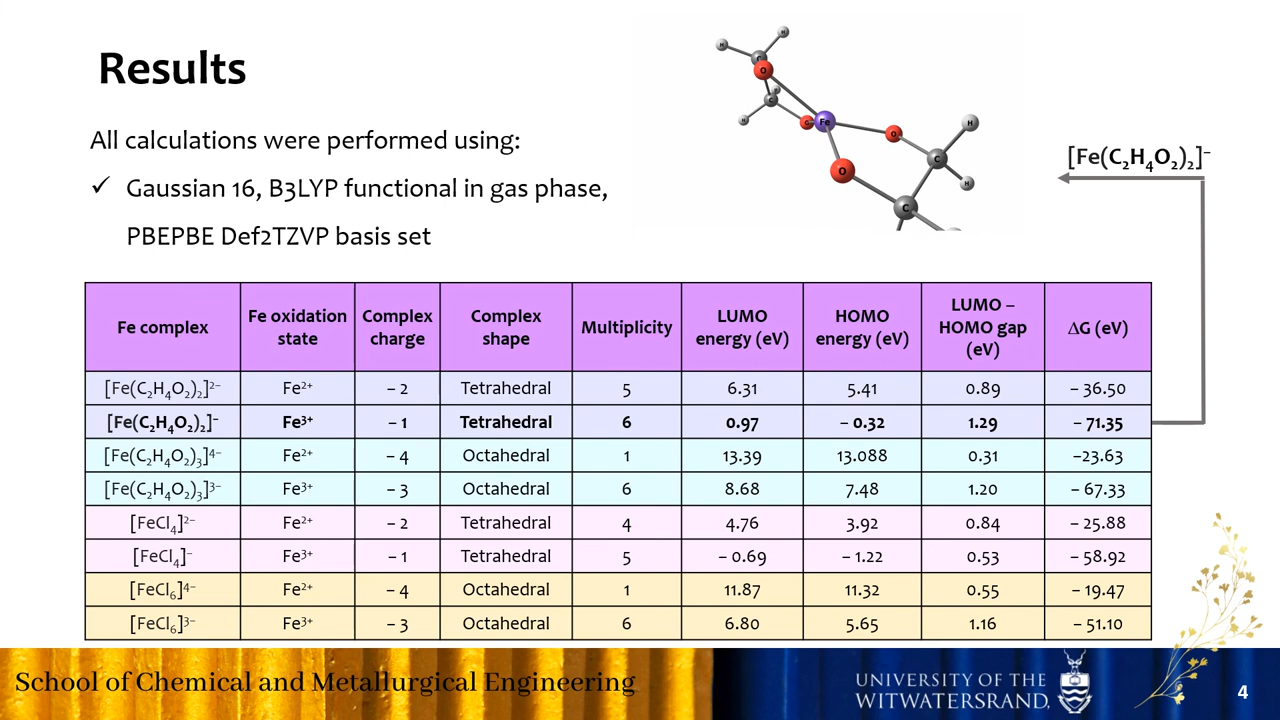 Results
All calculations were performed using:
✓ Gaussian 16, B3LYP functional in gas phase,
PBEPBE Def2TZVP basis set
H
H
C
O
H
C
H
O
Fe
O
H
C
H
O
C
[Fe(C₂H₄O₂)₂]⁻
Fe complex | Fe oxidation state | Complex charge | Complex shape | Multiplicity | LUMO energy (eV) | HOMO energy (eV) | LUMO – HOMO gap (eV) | ΔG (eV)
[Fe(C₂H₄O₂)₂]²⁻ | Fe²⁺ | – 2 | Tetrahedral | 5 | 6.31 | 5.41 | 0.89 | – 36.50
[Fe(C₂H₄O₂)₂]⁻ | Fe³⁺ | – 1 | Tetrahedral | 6 | 0.97 | – 0.32 | 1.29 | – 71.35
[Fe(C₂H₄O₂)₃]⁴⁻ | Fe²⁺ | – 4 | Octahedral | 1 | 13.39 | 13.088 | 0.31 | –23.63
[Fe(C₂H₄O₂)₃]³⁻ | Fe³⁺ | – 3 | Octahedral | 6 | 8.68 | 7.48 | 1.20 | – 67.33
[FeCl₄]²⁻ | Fe²⁺ | – 2 | Tetrahedral | 4 | 4.76 | 3.92 | 0.84 | – 25.88
[FeCl₄]⁻ | Fe³⁺ | – 1 | Tetrahedral | 5 | – 0.69 | – 1.22 | 0.53 | – 58.92
[FeCl₆]⁴⁻ | Fe²⁺ | – 4 | Octahedral | 1 | 11.87 | 11.32 | 0.55 | – 19.47
[FeCl₆]³⁻ | Fe³⁺ | – 3 | Octahedral | 6 | 6.80 | 5.65 | 1.16 | – 51.10
School of Chemical and Metallurgical Engineering
UNIVERSITY OF THE
WITWATERSRAND,
4